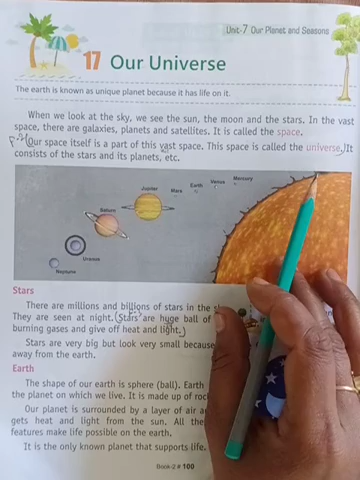 Unit-7 Our Planet and Seasons
17 Our Universe
The earth is known as unique planet because it has life on it.
When we look at the sky, we see the sun, the moon and the stars. In the vast
space, there are galaxies, planets and satellites. It is called the space.
(Our space itself is a part of this vast space. This space is called the universe.) It
consists of the stars and its planets, etc.
Jupiter Mars Earth Venus Mercury
Saturn
Uranus
Neptune
Stars
There are millions and billions of stars in the
They are seen at night. (Stars are huge ball of
burning gases and give off heat and light.)
Stars are very big but look very small because
away from the earth.
Earth
The shape of our earth is sphere (ball). Earth
the planet on which we live. It is made up of
Our planet is surrounded by a layer of air
gets heat and light from the sun. All the
features make life possible on the earth.
It is the only known planet that supports life.
Book-2 # 100